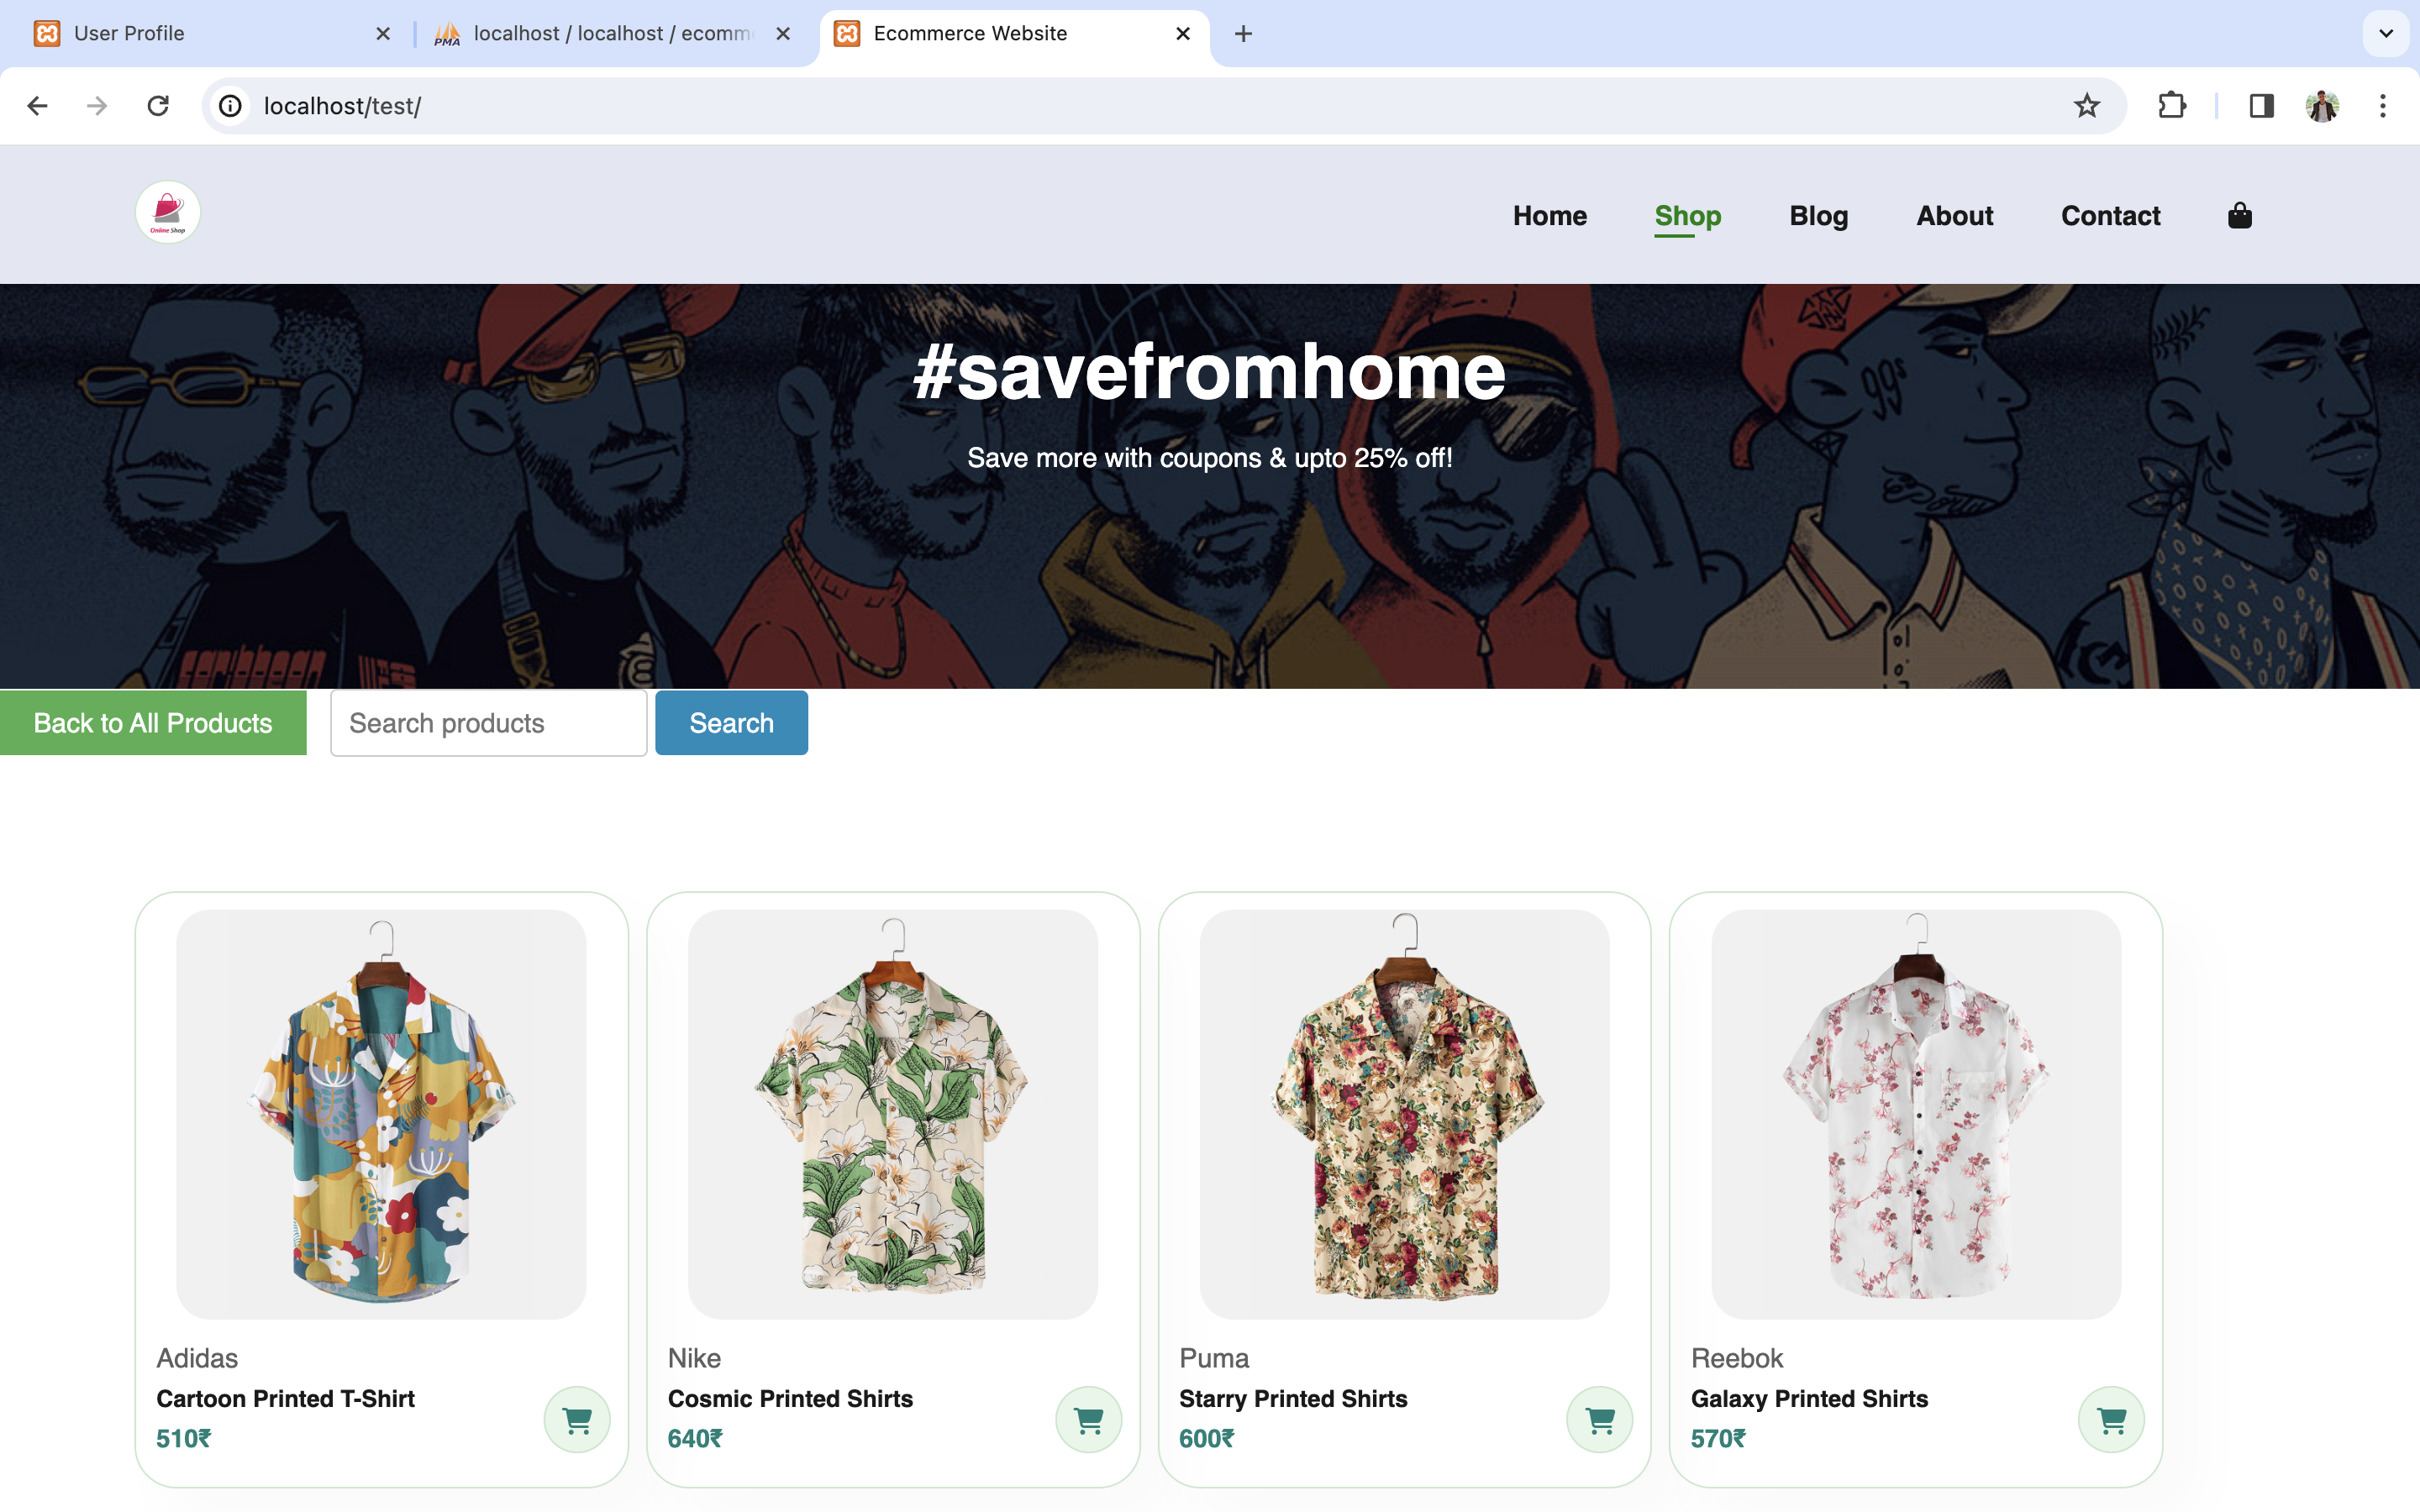 User Profile
localhost / localhost / ecomm
Ecommerce Website
localhost/test/
Online Shop
Home
Shop
Blog
About
Contact
#savefromhome
Save more with coupons & upto 25% off!
99s
Back to All Products
Search products
Search
Adidas
Cartoon Printed T-Shirt
510₹
Nike
Cosmic Printed Shirts
640₹
Puma
Starry Printed Shirts
600₹
Reebok
Galaxy Printed Shirts
570₹
PMA